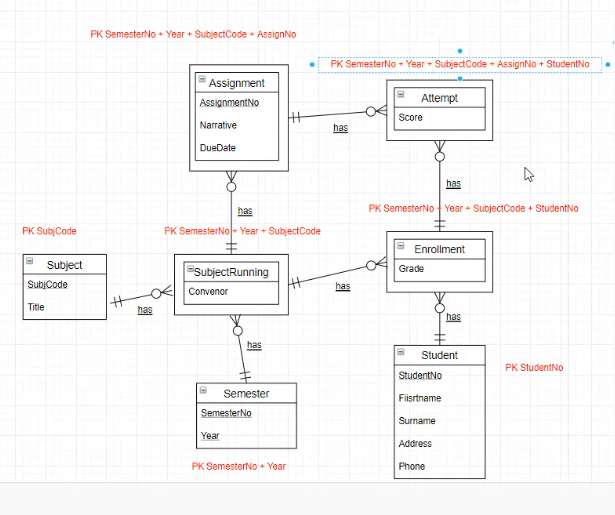 PK SemesterNo + Year + SubjectCode + AssignNo
PK SemesterNo + Year + SubjectCode + AssignNo + StudentNo
Assignment
AssignmentNo
Narrative
DueDate
Attempt
Score
has
has
has
PK SemesterNo + Year + SubjectCode + StudentNo
PK SubjCode
PK SemesterNo + Year + SubjectCode
Subject
SubjCode
Title
has
SubjectRunning
Convenor
has
Enrollment
Grade
has
has
Semester
SemesterNo
Year
PK SemesterNo + Year
Student
StudentNo
Fiisrtname
Surname
Address
Phone
PK StudentNo